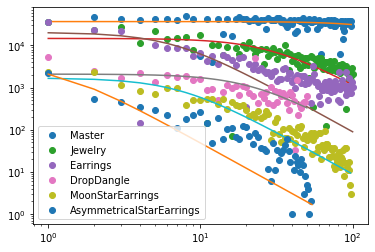 10⁴
10³
10²
10¹
10⁰
Master
Jewelry
Earrings
DropDangle
MoonStarEarrings
AsymmetricalStarEarrings
10⁰
10¹
10²